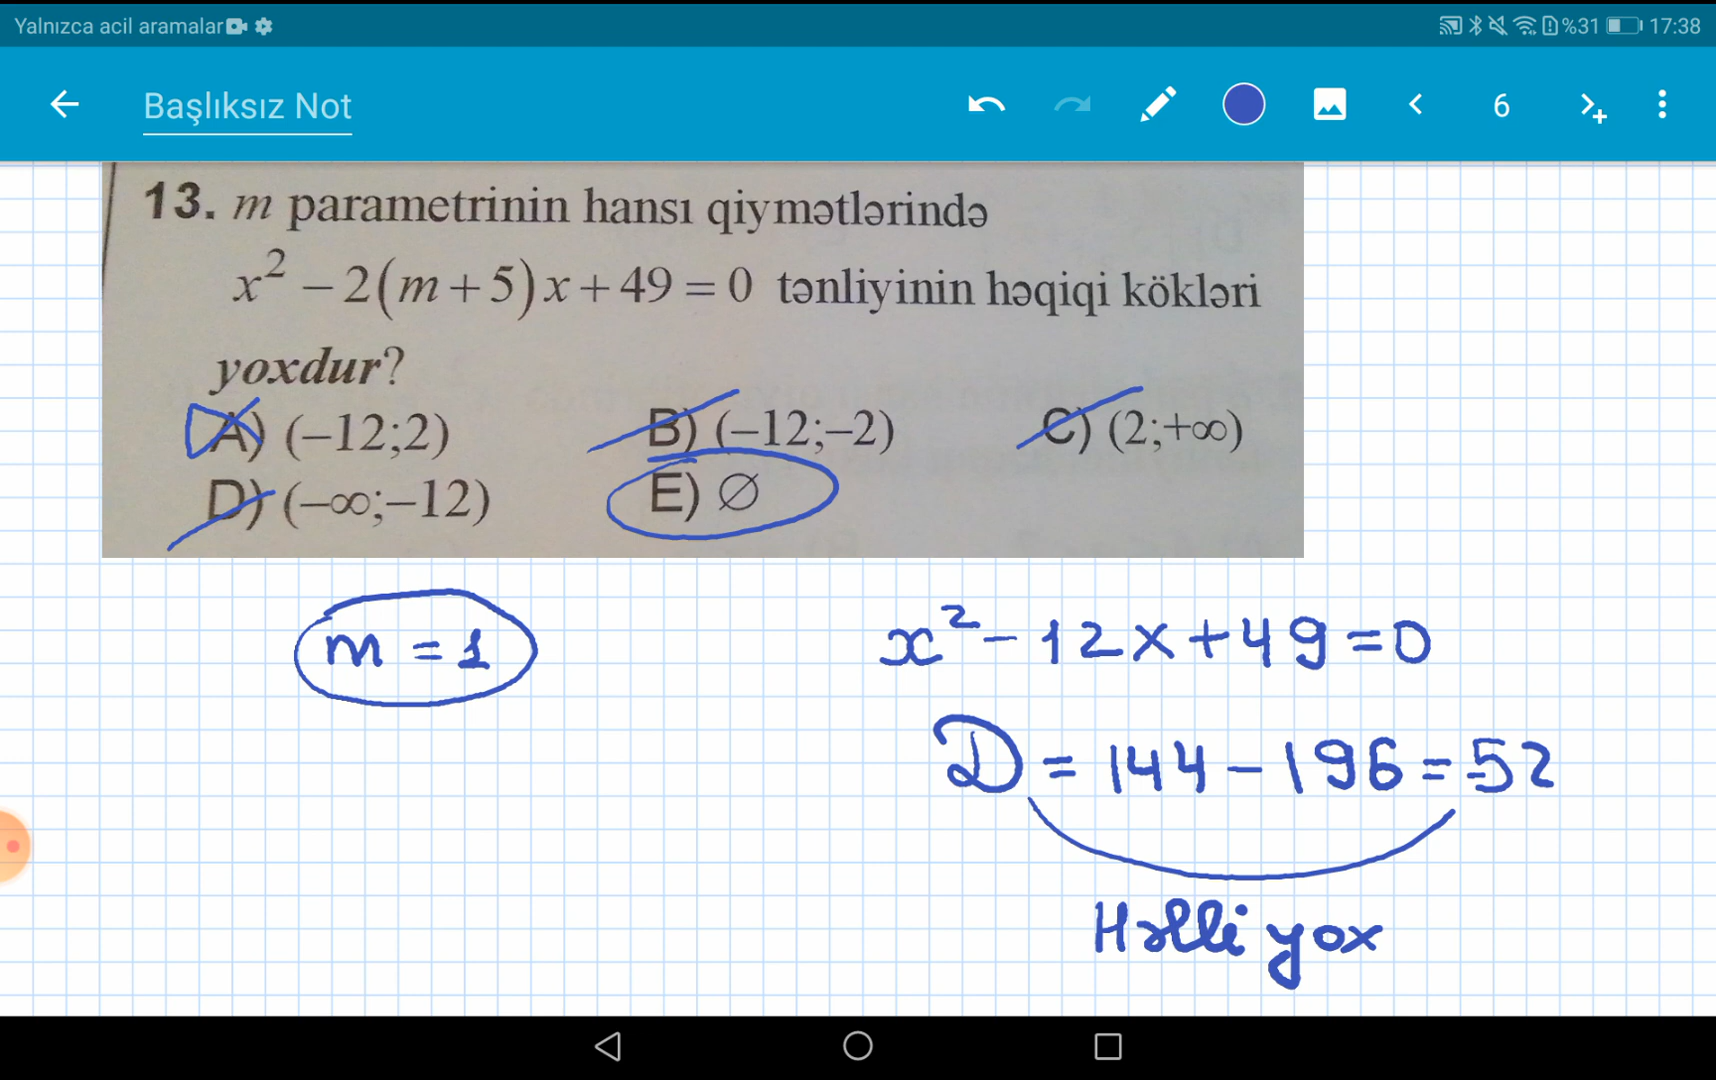 Yalnızca acil aramalar %31 17:38
Başlıksız Not 6
13. m parametrinin hansı qiymətlərində
x² − 2(m+5)x+49=0 tənliyinin həqiqi kökləri
yoxdur?
A) (−12;2) B) (−12;−2) C) (2;+∞)
D) (−∞;−12) E) ∅
m = 1
x² − 12x + 49 = 0
D = 144 − 196 = -52
Həlli yox